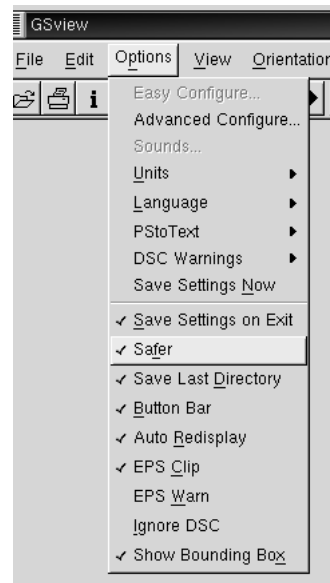 GSview
File Edit Options View Orientation
i
Easy Configure...
Advanced Configure...
Sounds...
Units
Language
PStoText
DSC Warnings
Save Settings Now
Save Settings on Exit
Safer
Save Last Directory
Button Bar
Auto Redisplay
EPS Clip
EPS Warn
Ignore DSC
Show Bounding Box